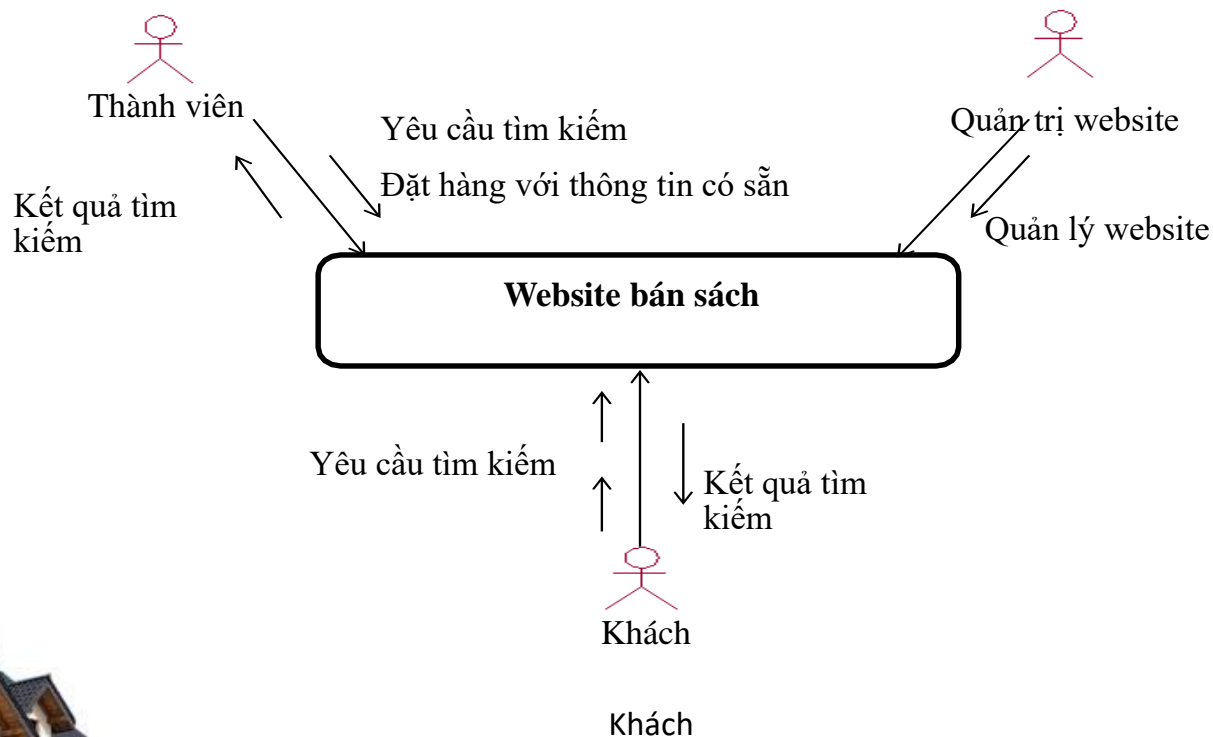 Thành viên
Quản trị website
Yêu cầu tìm kiếm
Đặt hàng với thông tin có sẵn
Kết quả tìm
kiếm
Quản lý website
Website bán sách
Yêu cầu tìm kiếm
Kết quả tìm
kiếm
Khách
Khách